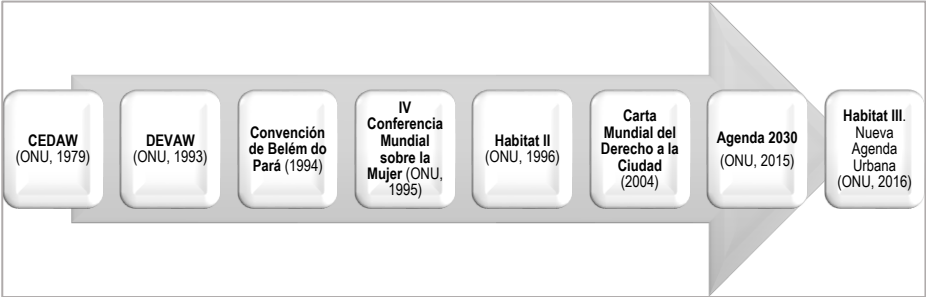 CEDAW
(ONU, 1979)
DEVAW
(ONU, 1993)
Convención
de Belém do
Pará (1994)
IV
Conferencia
Mundial
sobre la
Mujer (ONU,
1995)
Habitat II
(ONU, 1996)
Carta
Mundial del
Derecho a la
Ciudad
(2004)
Agenda 2030
(ONU, 2015)
Habitat III.
Nueva
Agenda
Urbana
(ONU, 2016)